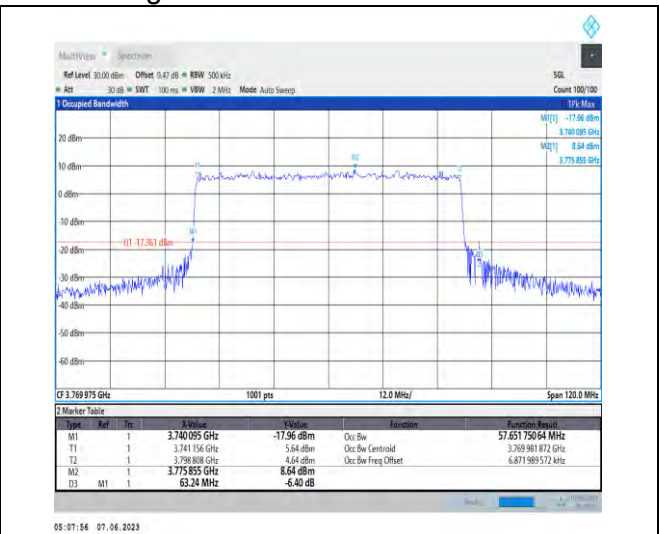 MultiView Spectrum
Ref Level 30.00 dBm Offset 9.47 dB RBW 500 kHz SGL
Att 30 dB SWT 100 ms VBW 2 MHz Mode Auto Sweep Count 100/100
1 Occupied Bandwidth 1Pk Max
M1[1] -17.96 dBm
3.740 095 GHz
M2[1] 8.64 dBm
3.775 855 GHz
20 dBm
M2
T1
T2
10 dBm
0 dBm
-10 dBm
M1
H1 -17.361 dBm
-20 dBm
D3
-30 dBm
-40 dBm
-50 dBm
-60 dBm
CF 3.769 975 GHz 1001 pts 12.0 MHz/ Span 120.0 MHz
2 Marker Table
Type Ref Trc X-Value Y-Value Function Function Result
M1 1 3.740 095 GHz -17.96 dBm Occ Bw 57.651 750 64 MHz
T1 1 3.741 156 GHz 5.64 dBm Occ Bw Centroid 3.769 981 872 GHz
T2 1 3.798 808 GHz 4.64 dBm Occ Bw Freq Offset 6.871 989 572 kHz
M2 1 3.775 855 GHz 8.64 dBm
D3 M1 1 63.24 MHz -6.40 dB
05:07:56 07.06.2023